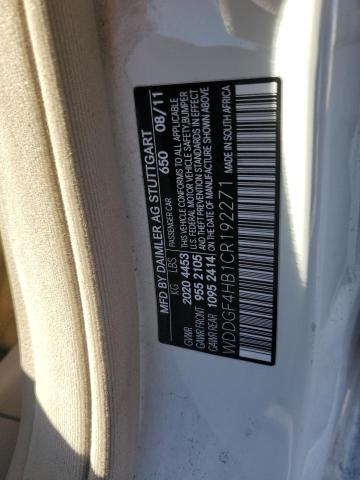 MFD BY DAIMLER AG STUTTGART
PASSENGER CAR 650 08/11
KG LBS
GVWR 2020 4453
GAWR FRONT 955 2105
GAWR REAR 1095 2414
THIS VEHICLE CONFORMS TO ALL APPLICABLE
U.S. FEDERAL MOTOR VEHICLE SAFETY, BUMPER
AND THEFT PREVENTION STANDARDS IN EFFECT
ON THE DATE OF MANUFACTURE SHOWN ABOVE
WDDGF4HB1CR192271
MADE IN SOUTH AFRICA